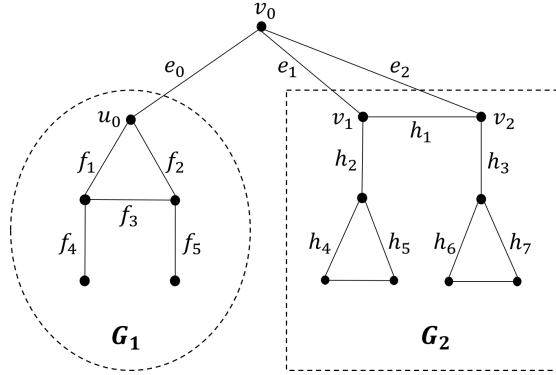 v₀
e₀ e₁ e₂
u₀ v₁ h₁ v₂
f₁ f₂ h₂ h₃
f₃
f₄ f₅ h₄ h₅ h₆ h₇
G₁ G₂